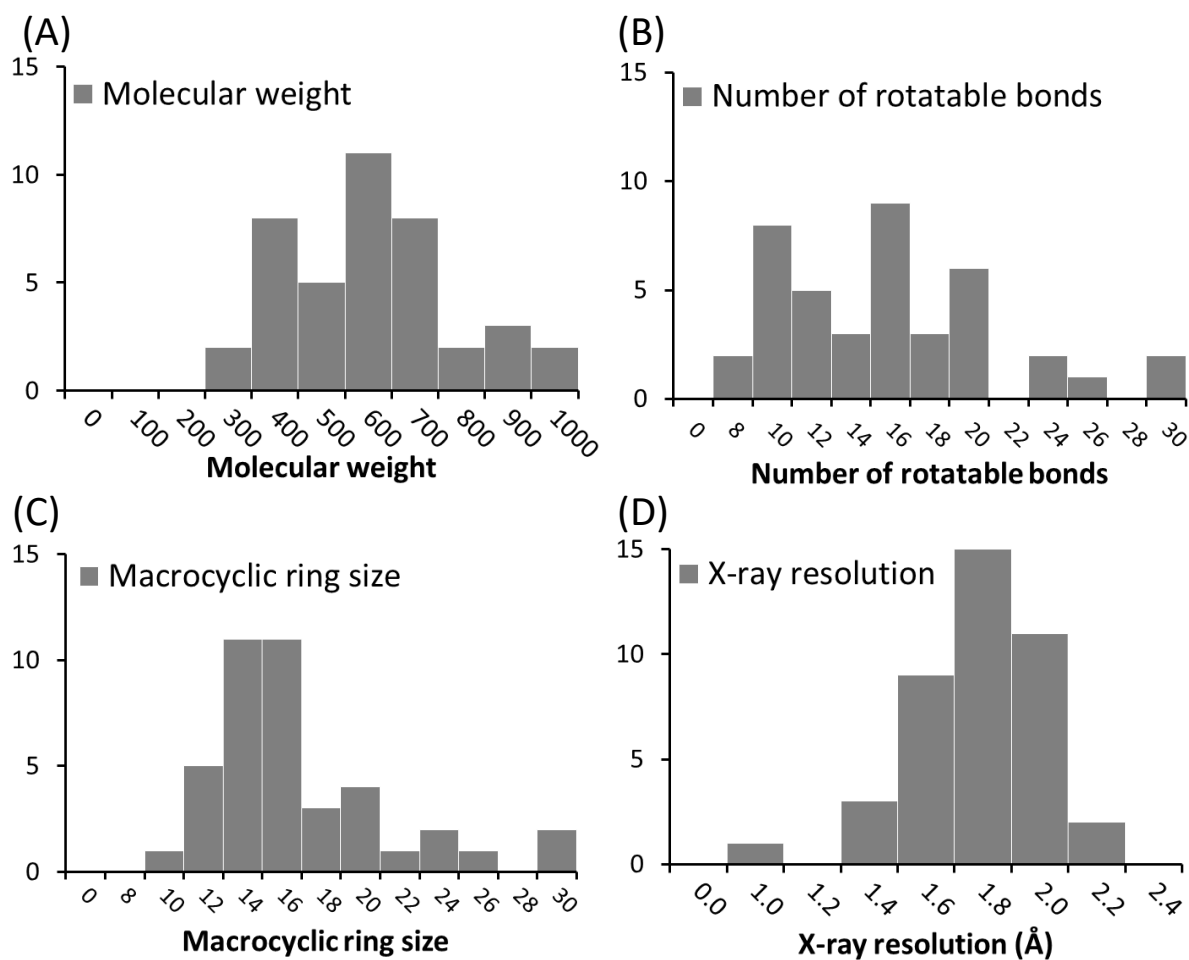 (A)
15
Molecular weight
10
5
0
0 100 200 300 400 500 600 700 800 900 1000
Molecular weight
(B)
15
Number of rotatable bonds
10
5
0
0 8 10 12 14 16 18 20 22 24 26 28 30
Number of rotatable bonds
(C)
15
Macrocyclic ring size
10
5
0
0 8 10 12 14 16 18 20 22 24 26 28 30
Macrocyclic ring size
(D)
15
X-ray resolution
10
5
0
0.0 1.0 1.2 1.4 1.6 1.8 2.0 2.2 2.4
X-ray resolution (Å)